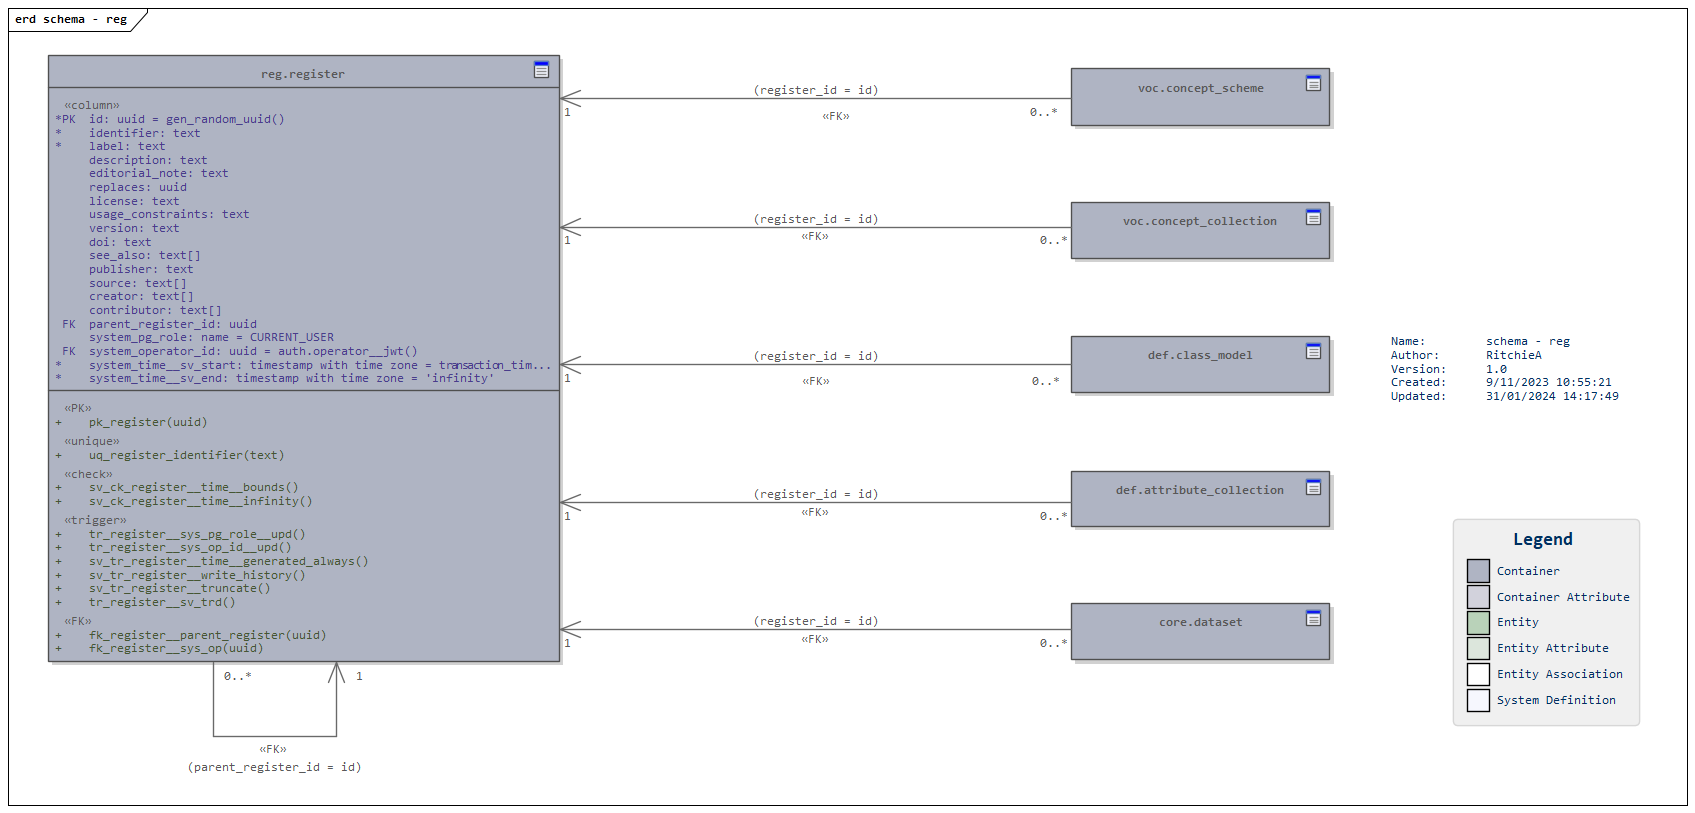 erd schema - reg
reg.register
«column»
*PK id: uuid = gen_random_uuid()
* identifier: text
* label: text
description: text
editorial_note: text
replaces: uuid
license: text
usage_constraints: text
version: text
doi: text
see_also: text[]
publisher: text
source: text[]
creator: text[]
contributor: text[]
FK parent_register_id: uuid
system_pg_role: name = CURRENT_USER
FK system_operator_id: uuid = auth.operator__jwt()
* system_time__sv_start: timestamp with time zone = transaction_tim...
* system_time__sv_end: timestamp with time zone = 'infinity'
«PK»
+ pk_register(uuid)
«unique»
+ uq_register_identifier(text)
«check»
+ sv_ck_register__time__bounds()
+ sv_ck_register__time__infinity()
«trigger»
+ tr_register__sys_pg_role__upd()
+ tr_register__sys_op_id__upd()
+ sv_tr_register__time__generated_always()
+ sv_tr_register__write_history()
+ sv_tr_register__truncate()
+ tr_register__sv_trd()
«FK»
+ fk_register__parent_register(uuid)
+ fk_register__sys_op(uuid)
0..* 1
«FK»
(parent_register_id = id)
(register_id = id)
1 «FK» 0..*
voc.concept_scheme
(register_id = id)
1 «FK» 0..*
voc.concept_collection
(register_id = id)
1 «FK» 0..*
def.class_model
(register_id = id)
1 «FK» 0..*
def.attribute_collection
(register_id = id)
1 «FK» 0..*
core.dataset
Name: schema - reg
Author: RitchieA
Version: 1.0
Created: 9/11/2023 10:55:21
Updated: 31/01/2024 14:17:49
Legend
Container
Container Attribute
Entity
Entity Attribute
Entity Association
System Definition